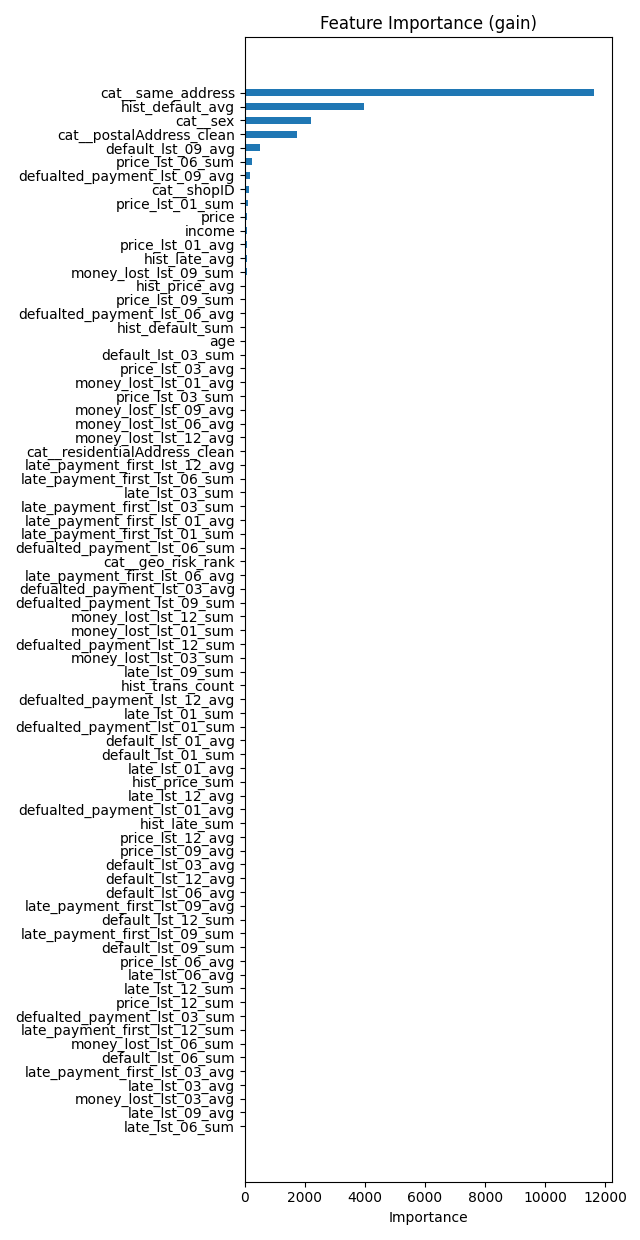 Feature Importance (gain)
cat__same_address
hist_default_avg
cat__sex
cat__postalAddress_clean
default_lst_09_avg
price_lst_06_sum
defualted_payment_lst_09_avg
cat__shopID
price_lst_01_sum
price
income
price_lst_01_avg
hist_late_avg
money_lost_lst_09_sum
hist_price_avg
price_lst_09_sum
defualted_payment_lst_06_avg
hist_default_sum
age
default_lst_03_sum
price_lst_03_avg
money_lost_lst_01_avg
price_lst_03_sum
money_lost_lst_09_avg
money_lost_lst_06_avg
money_lost_lst_12_avg
cat__residentialAddress_clean
late_payment_first_lst_12_avg
late_payment_first_lst_06_sum
late_lst_03_sum
late_payment_first_lst_03_sum
late_payment_first_lst_01_avg
late_payment_first_lst_01_sum
defualted_payment_lst_06_sum
cat__geo_risk_rank
late_payment_first_lst_06_avg
defualted_payment_lst_03_avg
defualted_payment_lst_09_sum
money_lost_lst_12_sum
money_lost_lst_01_sum
defualted_payment_lst_12_sum
money_lost_lst_03_sum
late_lst_09_sum
hist_trans_count
defualted_payment_lst_12_avg
late_lst_01_sum
defualted_payment_lst_01_sum
default_lst_01_avg
default_lst_01_sum
late_lst_01_avg
hist_price_sum
late_lst_12_avg
defualted_payment_lst_01_avg
hist_late_sum
price_lst_12_avg
price_lst_09_avg
default_lst_03_avg
default_lst_12_avg
default_lst_06_avg
late_payment_first_lst_09_avg
default_lst_12_sum
late_payment_first_lst_09_sum
default_lst_09_sum
price_lst_06_avg
late_lst_06_avg
late_lst_12_sum
price_lst_12_sum
defualted_payment_lst_03_sum
late_payment_first_lst_12_sum
money_lost_lst_06_sum
default_lst_06_sum
late_payment_first_lst_03_avg
late_lst_03_avg
money_lost_lst_03_avg
late_lst_09_avg
late_lst_06_sum
0 2000 4000 6000 8000 10000 12000
Importance